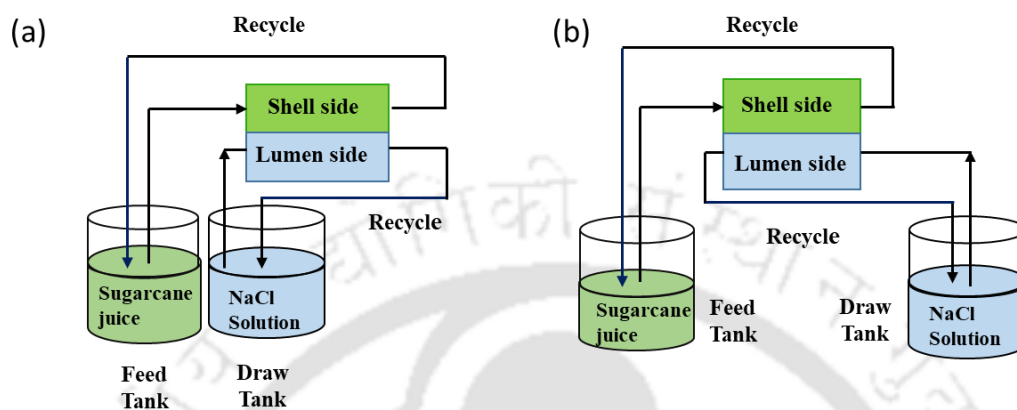 (a)
Recycle
Shell side
Lumen side
Recycle
Sugarcane
juice
NaCl
Solution
Feed
Tank
Draw
Tank
(b)
Recycle
Shell side
Lumen side
Recycle
Sugarcane
juice
Feed
Tank
Draw
Tank
NaCl
Solution